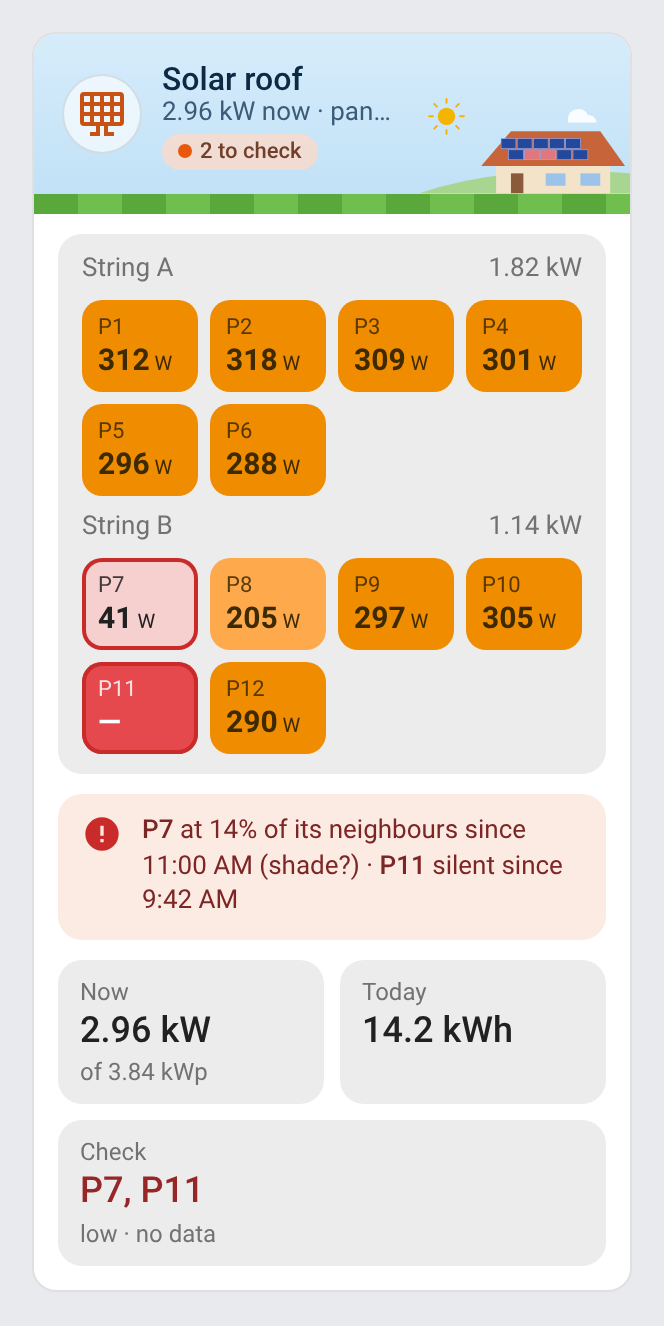 Solar roof
2.96 kW now · pan…
2 to check
String A 1.82 kW
P1 P2 P3 P4
312 W 318 W 309 W 301 W
P5 P6
296 W 288 W
String B 1.14 kW
P7 P8 P9 P10
41 W 205 W 297 W 305 W
P11 P12
– 290 W
P7 at 14% of its neighbours since
11:00 AM (shade?) · P11 silent since
9:42 AM
Now Today
2.96 kW 14.2 kWh
of 3.84 kWp
Check
P7, P11
low · no data